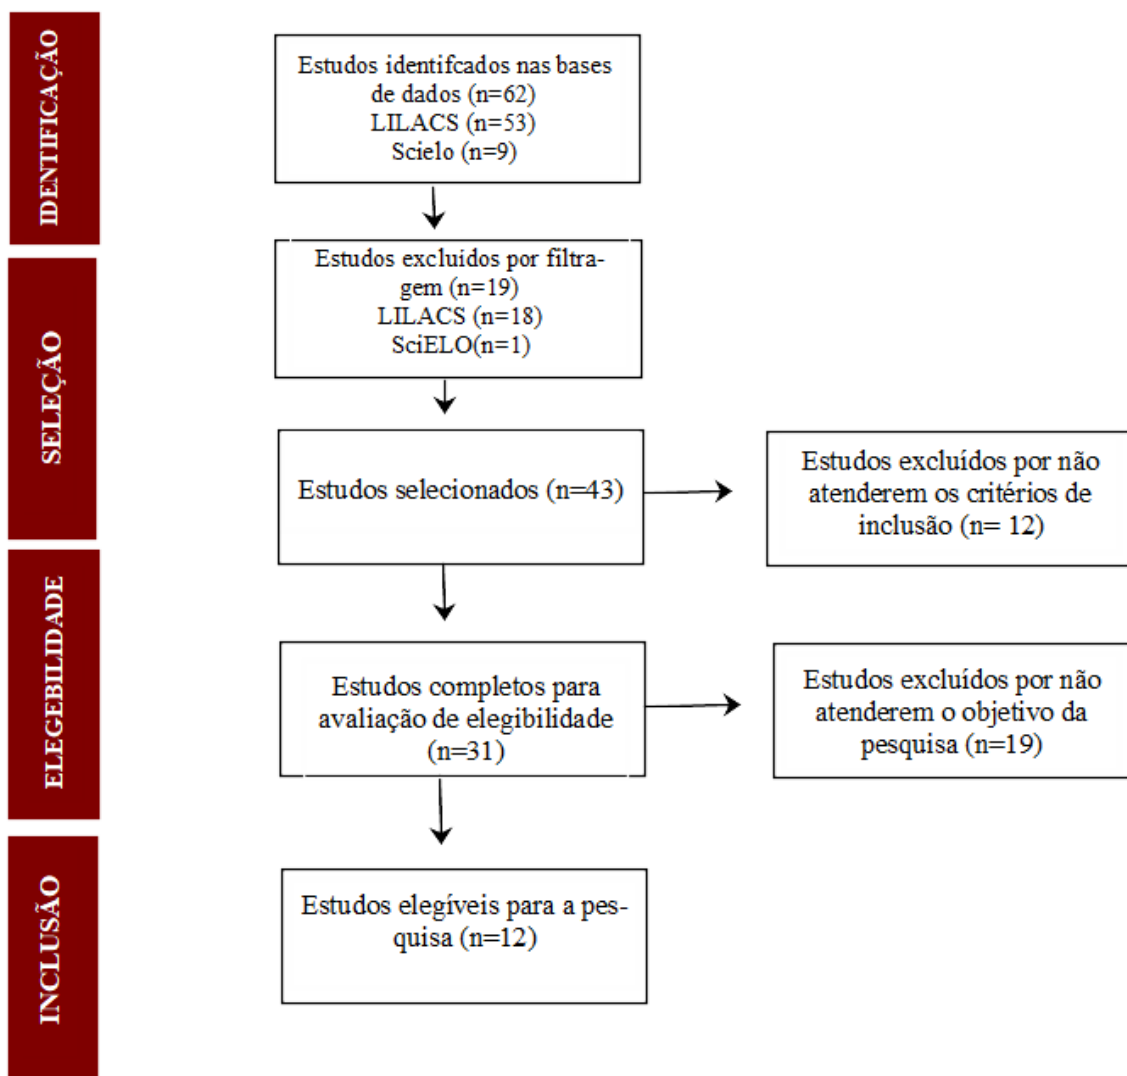 IDENTIFICAÇÃO
Estudos identifcados nas bases
de dados (n=62)
LILACS (n=53)
Scielo (n=9)
SELEÇÃO
Estudos excluidos por filtra-
gem (n=19)
LILACS (n=18)
SciELO(n=1)
Estudos selecionados (n=43)
Estudos excluídos por não
atenderem os critérios de
inclusão (n= 12)
ELEGEBILIDADE
Estudos completos para
avaliação de elegibilidade
(n=31)
Estudos excluídos por não
atenderem o objetivo da
pesquisa (n=19)
INCLUSÃO
Estudos elegíveis para a pes-
quisa (n=12)